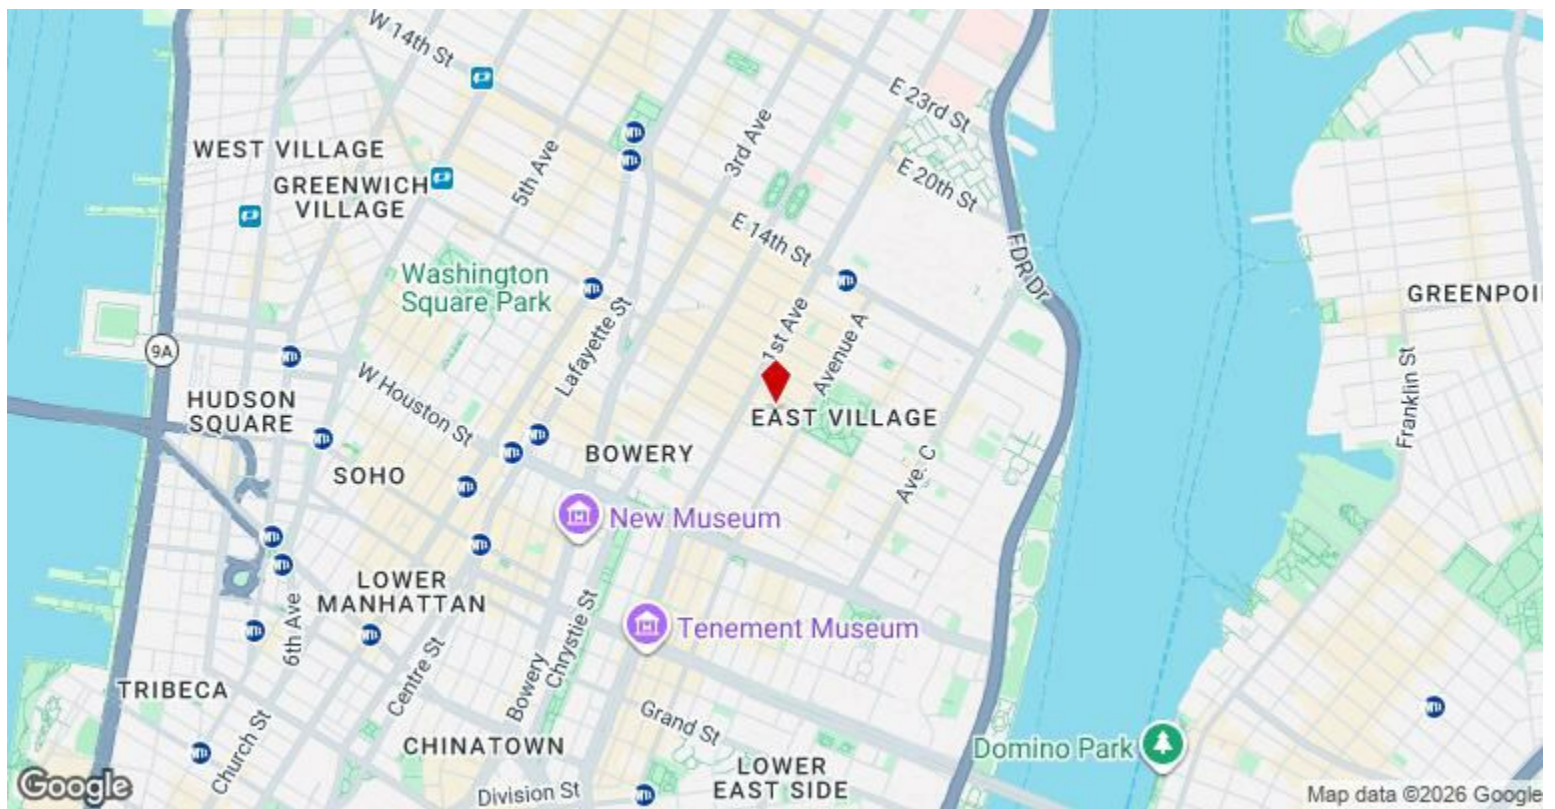 W 14th St
E 23rd St
3rd Ave
WEST VILLAGE
5th Ave
GREENWICH
VILLAGE
E 20th St
E 14th St
FDR Dr
Washington
Square Park
GREENPOI
Lafayette St
1st Ave
Avenue A
9A
W Houston St
Franklin St
HUDSON
SQUARE
EAST VILLAGE
BOWERY
SOHO
Ave. C
New Museum
LOWER
MANHATTAN
6th Ave
Chrystie St
Tenement Museum
Centre St
Bowery
TRIBECA
Church St
Grand St
CHINATOWN
Domino Park
LOWER
EAST SIDE
Division St
Google
Map data ©2026 Google